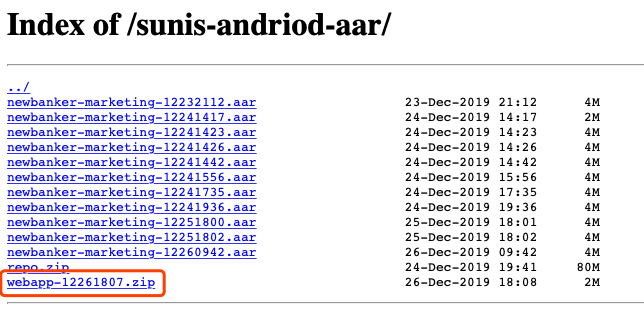 Index of /sunis-andriod-aar/
../
newbanker-marketing-12232112.aar 23-Dec-2019 21:12 4M
newbanker-marketing-12241417.aar 24-Dec-2019 14:17 2M
newbanker-marketing-12241423.aar 24-Dec-2019 14:23 4M
newbanker-marketing-12241426.aar 24-Dec-2019 14:26 4M
newbanker-marketing-12241442.aar 24-Dec-2019 14:42 4M
newbanker-marketing-12241556.aar 24-Dec-2019 15:56 4M
newbanker-marketing-12241735.aar 24-Dec-2019 17:35 4M
newbanker-marketing-12241936.aar 24-Dec-2019 19:36 4M
newbanker-marketing-12251800.aar 25-Dec-2019 18:01 4M
newbanker-marketing-12251802.aar 25-Dec-2019 18:02 4M
newbanker-marketing-12260942.aar 26-Dec-2019 09:42 4M
repo.zip 24-Dec-2019 19:41 80M
webapp-12261807.zip 26-Dec-2019 18:08 2M